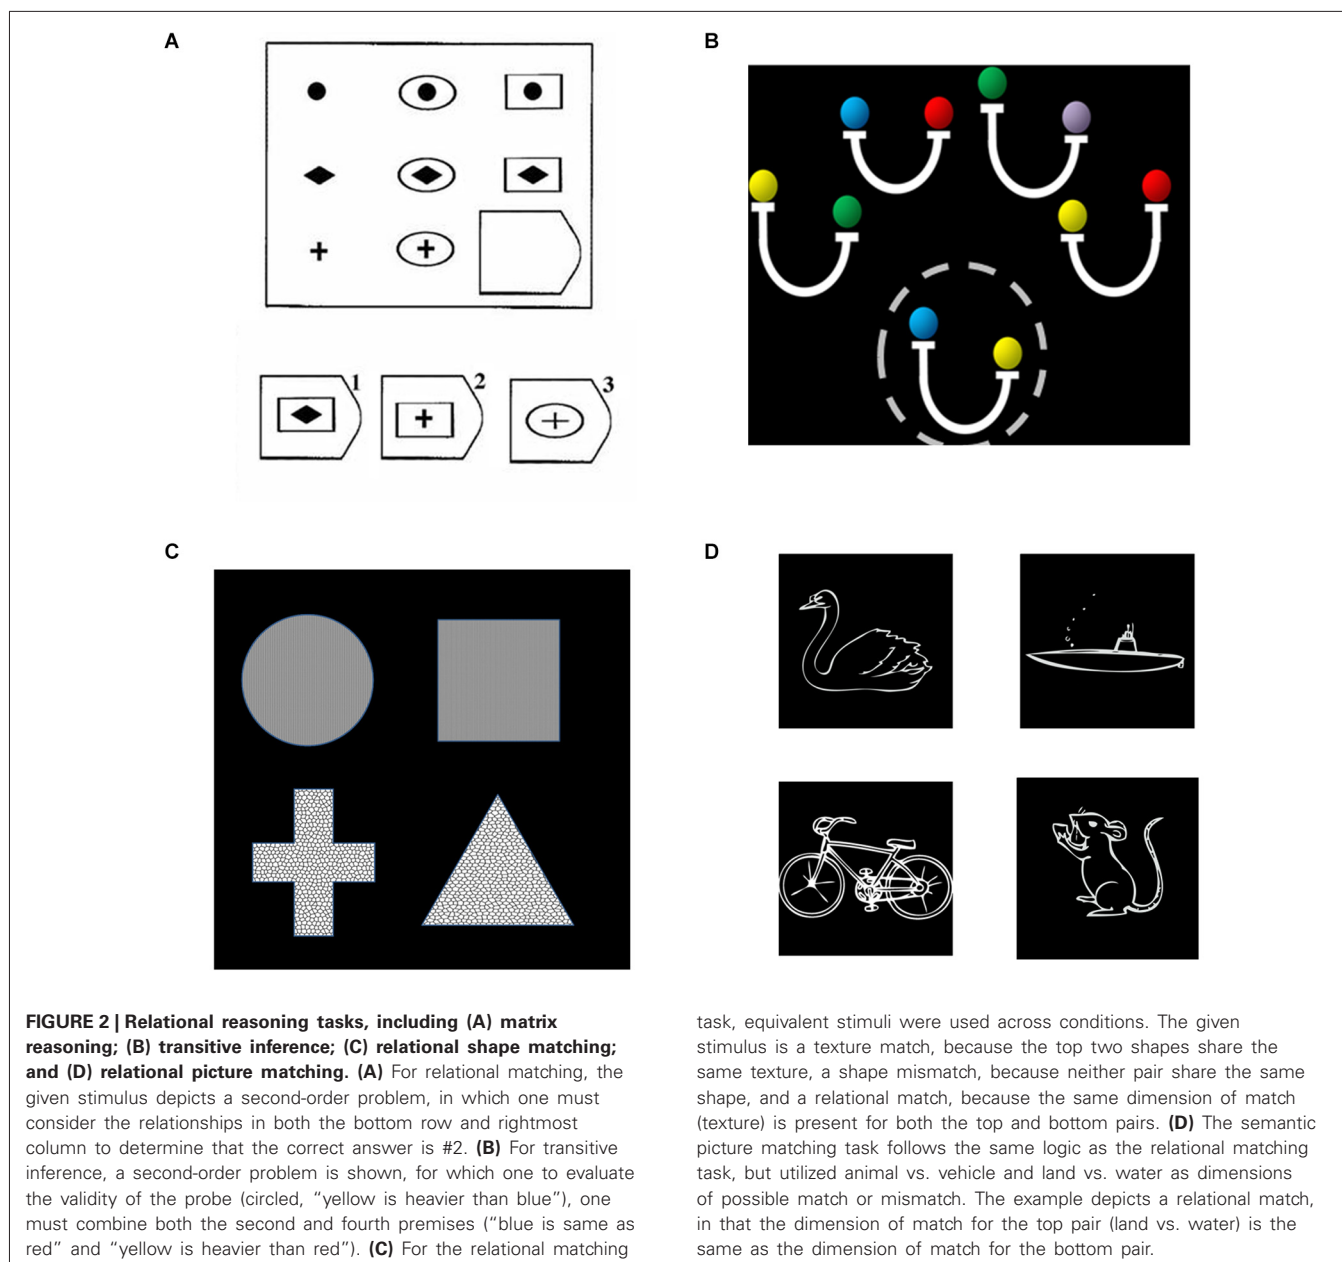 A
B
1
2
3
C
D
FIGURE 2 | Relational reasoning tasks, including (A) matrix
reasoning; (B) transitive inference; (C) relational shape matching;
and (D) relational picture matching. (A) For relational matching, the
given stimulus depicts a second-order problem, in which one must
consider the relationships in both the bottom row and rightmost
column to determine that the correct answer is #2. (B) For transitive
inference, a second-order problem is shown, for which one to evaluate
the validity of the probe (circled, “yellow is heavier than blue”), one
must combine both the second and fourth premises (“blue is same as
red” and “yellow is heavier than red”). (C) For the relational matching
task, equivalent stimuli were used across conditions. The given
stimulus is a texture match, because the top two shapes share the
same texture, a shape mismatch, because neither pair share the same
shape, and a relational match, because the same dimension of match
(texture) is present for both the top and bottom pairs. (D) The semantic
picture matching task follows the same logic as the relational matching
task, but utilized animal vs. vehicle and land vs. water as dimensions
of possible match or mismatch. The example depicts a relational match,
in that the dimension of match for the top pair (land vs. water) is the
same as the dimension of match for the bottom pair.